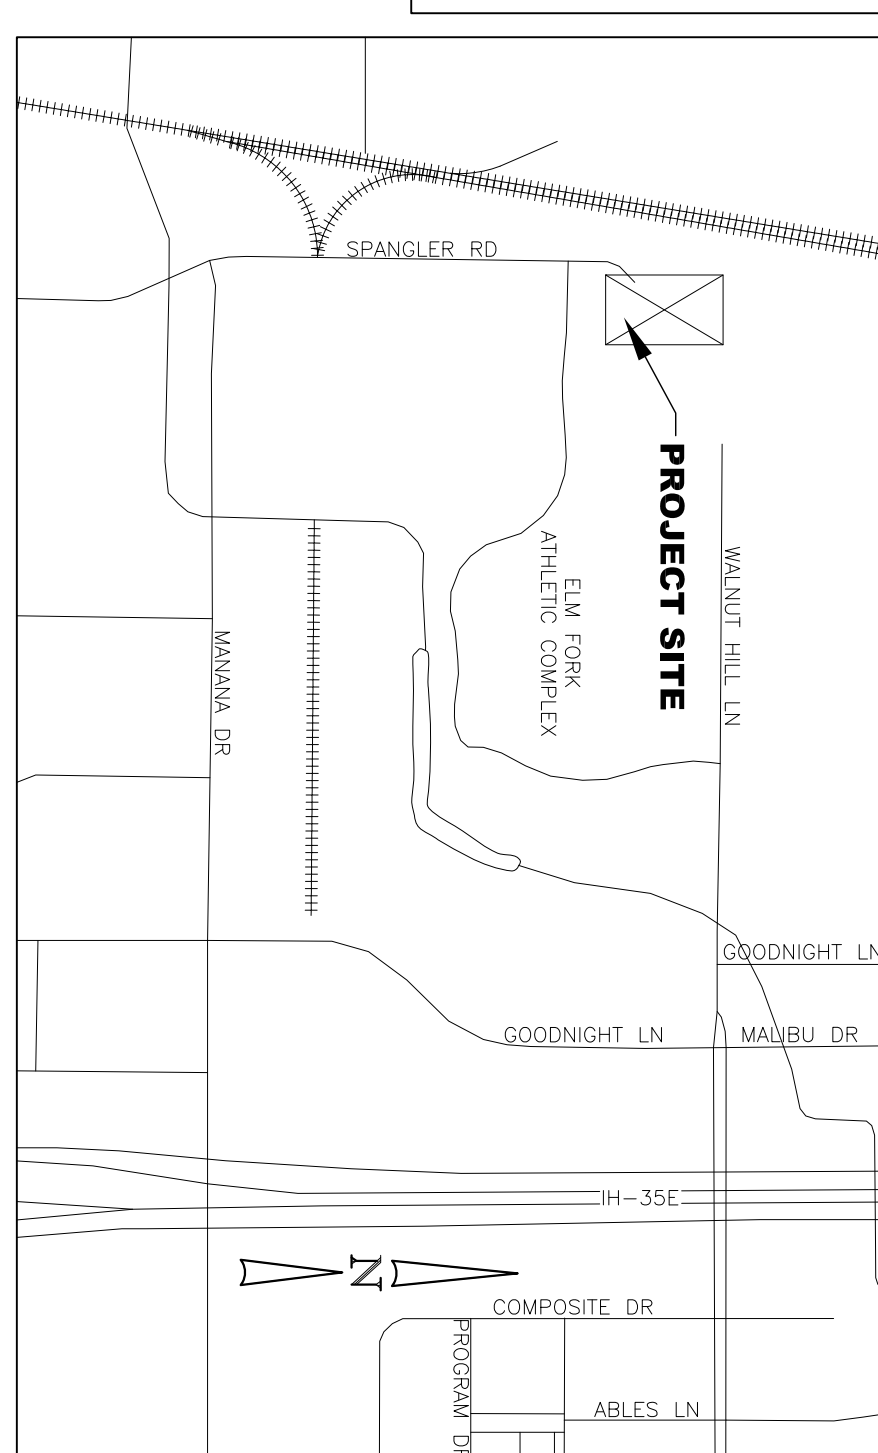 SPANGLER RD
PROJECT SITE
WALNUT HILL LN
ELM FORK
ATHLETIC COMPLEX
MANANA DR
GOODNIGHT LN
GOODNIGHT LN
MALIBU DR
IH-35E
N
COMPOSITE DR
PROGRAM DR
ABLES LN